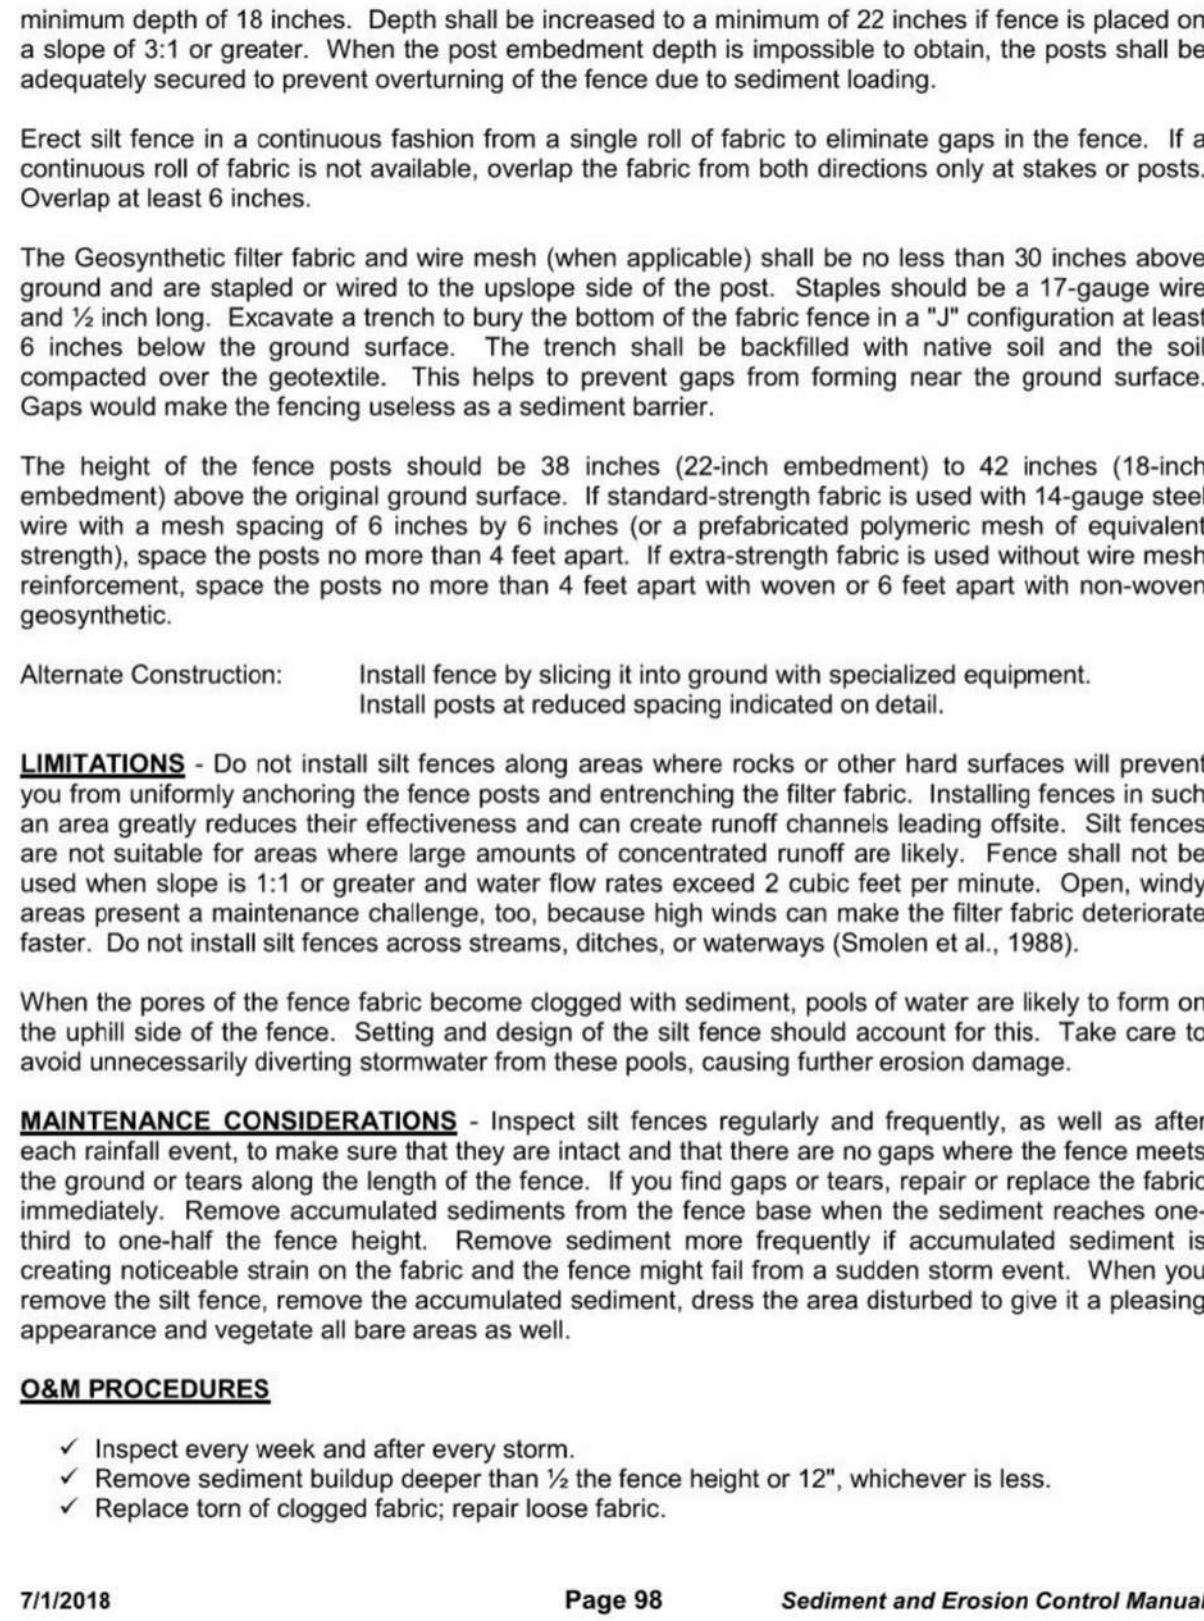 minimum depth of 18 inches. Depth shall be increased to a minimum of 22 inches if fence is placed on
a slope of 3:1 or greater. When the post embedment depth is impossible to obtain, the posts shall be
adequately secured to prevent overturning of the fence due to sediment loading.
Erect silt fence in a continuous fashion from a single roll of fabric to eliminate gaps in the fence. If a
continuous roll of fabric is not available, overlap the fabric from both directions only at stakes or posts.
Overlap at least 6 inches.
The Geosynthetic filter fabric and wire mesh (when applicable) shall be no less than 30 inches above
ground and are stapled or wired to the upslope side of the post. Staples should be a 17-gauge wire
and ½ inch long. Excavate a trench to bury the bottom of the fabric fence in a "J" configuration at least
6 inches below the ground surface. The trench shall be backfilled with native soil and the soil
compacted over the geotextile. This helps to prevent gaps from forming near the ground surface.
Gaps would make the fencing useless as a sediment barrier.
The height of the fence posts should be 38 inches (22-inch embedment) to 42 inches (18-inch
embedment) above the original ground surface. If standard-strength fabric is used with 14-gauge steel
wire with a mesh spacing of 6 inches by 6 inches (or a prefabricated polymeric mesh of equivalent
strength), space the posts no more than 4 feet apart. If extra-strength fabric is used without wire mesh
reinforcement, space the posts no more than 4 feet apart with woven or 6 feet apart with non-woven
geosynthetic.
Alternate Construction: Install fence by slicing it into ground with specialized equipment.
Install posts at reduced spacing indicated on detail.
LIMITATIONS - Do not install silt fences along areas where rocks or other hard surfaces will prevent
you from uniformly anchoring the fence posts and entrenching the filter fabric. Installing fences in such
an area greatly reduces their effectiveness and can create runoff channels leading offsite. Silt fences
are not suitable for areas where large amounts of concentrated runoff are likely. Fence shall not be
used when slope is 1:1 or greater and water flow rates exceed 2 cubic feet per minute. Open, windy
areas present a maintenance challenge, too, because high winds can make the filter fabric deteriorate
faster. Do not install silt fences across streams, ditches, or waterways (Smolen et al., 1988).
When the pores of the fence fabric become clogged with sediment, pools of water are likely to form on
the uphill side of the fence. Setting and design of the silt fence should account for this. Take care to
avoid unnecessarily diverting stormwater from these pools, causing further erosion damage.
MAINTENANCE CONSIDERATIONS - Inspect silt fences regularly and frequently, as well as after
each rainfall event, to make sure that they are intact and that there are no gaps where the fence meets
the ground or tears along the length of the fence. If you find gaps or tears, repair or replace the fabric
immediately. Remove accumulated sediments from the fence base when the sediment reaches one-
third to one-half the fence height. Remove sediment more frequently if accumulated sediment is
creating noticeable strain on the fabric and the fence might fail from a sudden storm event. When you
remove the silt fence, remove the accumulated sediment, dress the area disturbed to give it a pleasing
appearance and vegetate all bare areas as well.
O&M PROCEDURES
✓ Inspect every week and after every storm.
✓ Remove sediment buildup deeper than ½ the fence height or 12", whichever is less.
✓ Replace torn of clogged fabric; repair loose fabric.
7/1/2018 Page 98 Sediment and Erosion Control Manual